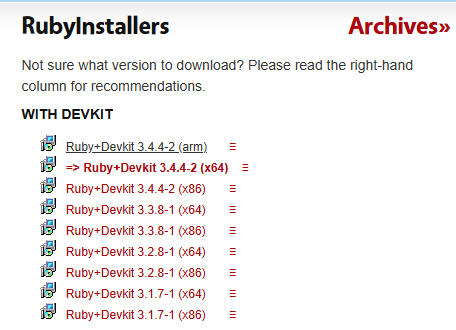 RubyInstallers Archives»
Not sure what version to download? Please read the right-hand
column for recommendations.
WITH DEVKIT
Ruby+Devkit 3.4.4-2 (arm) ≡
=> Ruby+Devkit 3.4.4-2 (x64) ≡
Ruby+Devkit 3.4.4-2 (x86) ≡
Ruby+Devkit 3.3.8-1 (x64) ≡
Ruby+Devkit 3.3.8-1 (x86) ≡
Ruby+Devkit 3.2.8-1 (x64) ≡
Ruby+Devkit 3.2.8-1 (x86) ≡
Ruby+Devkit 3.1.7-1 (x64) ≡
Ruby+Devkit 3.1.7-1 (x86) ≡